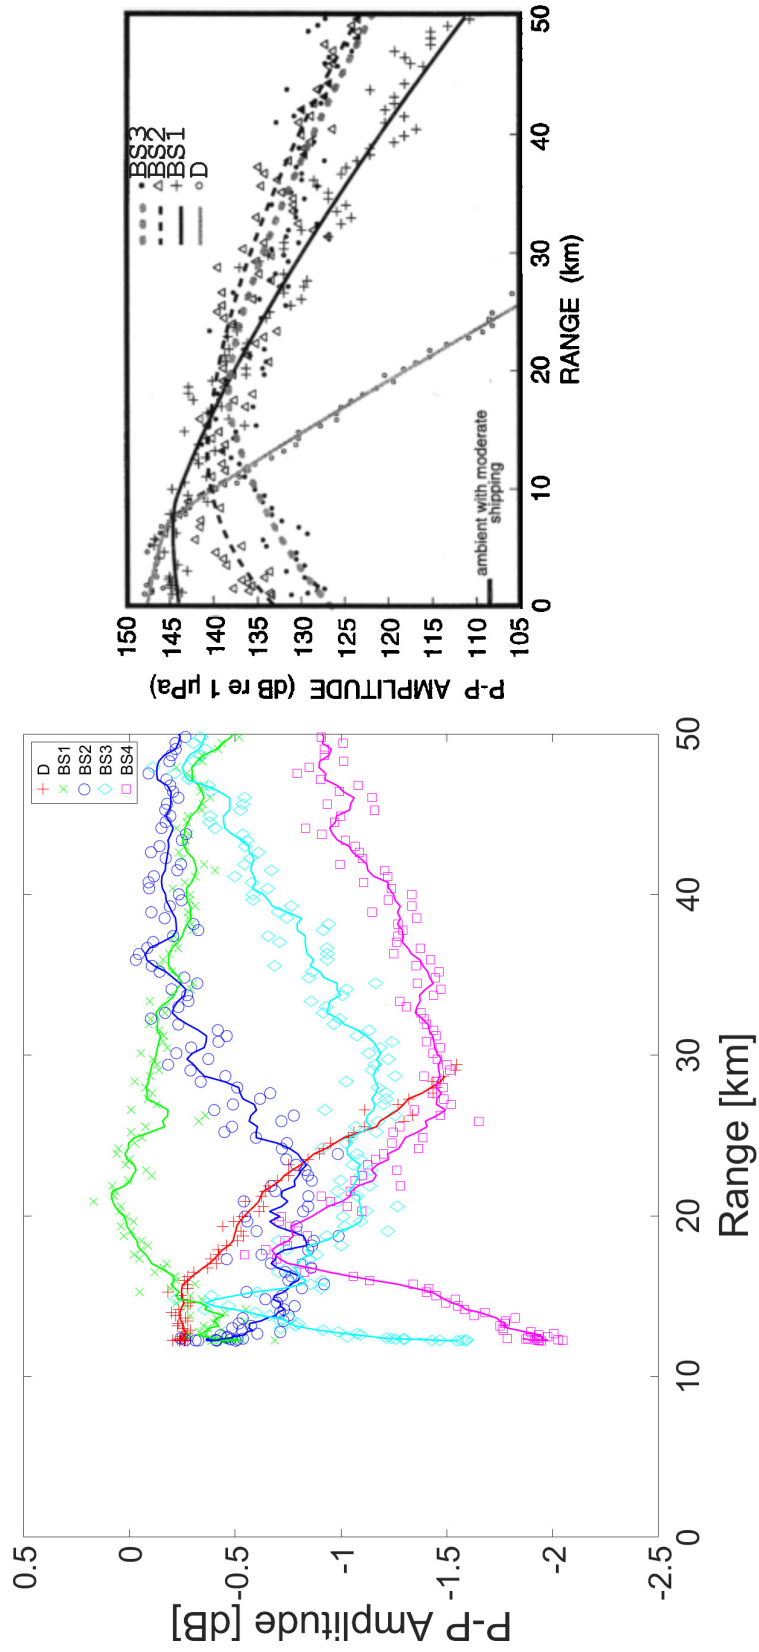 0.5
0
-0.5
-1
-1.5
-2
-2.5
P-P Amplitude [dB]
0
10
20
30
40
50
Range [km]
D
BS1
BS2
BS3
BS4
150
145
140
135
130
125
120
115
110
105
P-P AMPLITUDE (dB re 1 μPa)
0
10
20
30
40
50
RANGE (km)
BS3
BS2
BS1
D
ambient with moderate
shipping